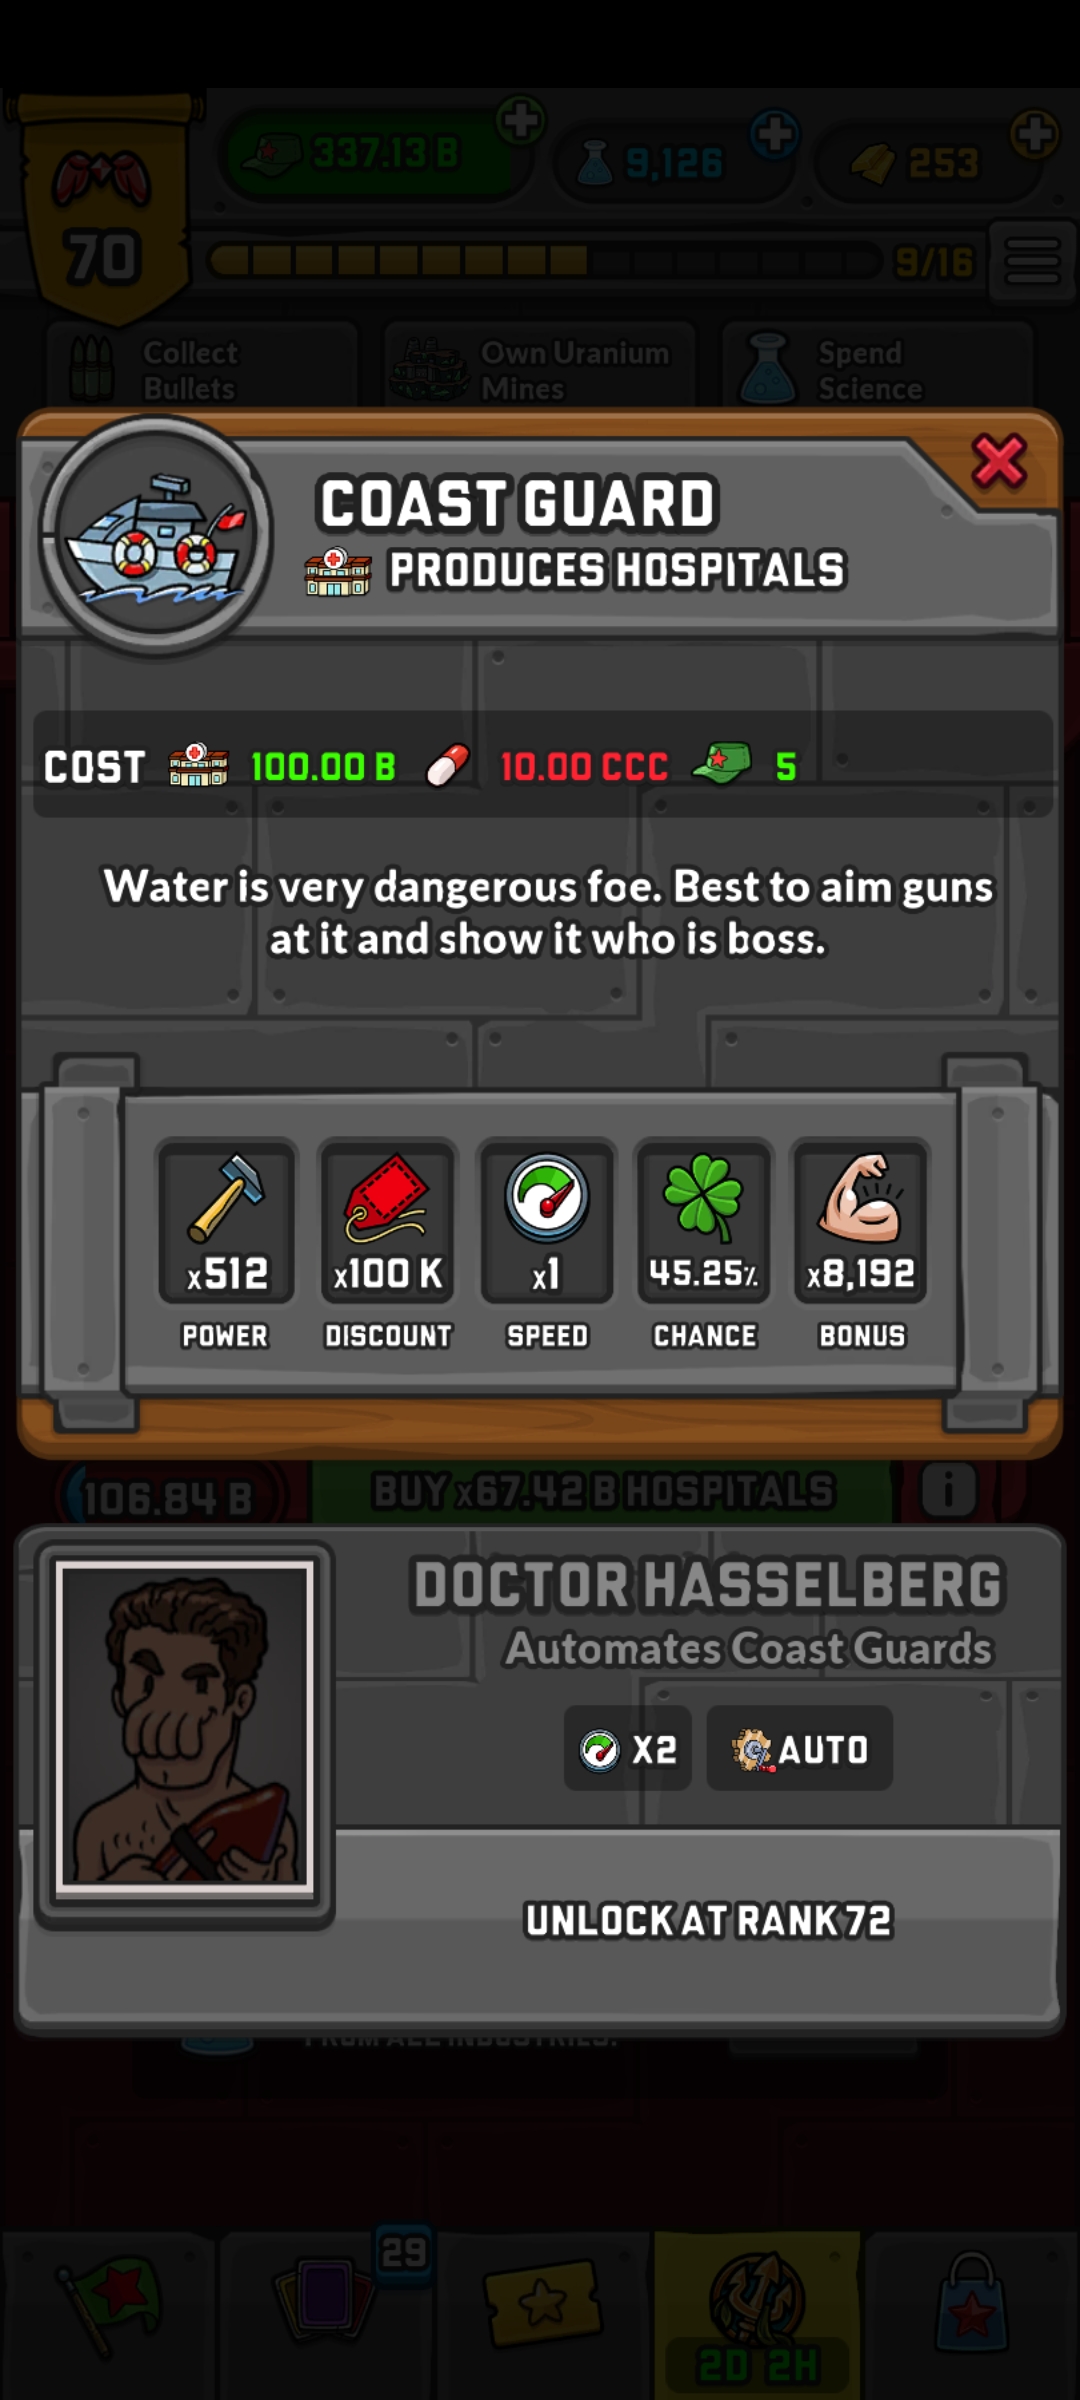 337.13 B
9,126
253
70
9/16
Collect
Bullets
Own Uranium
Mines
Spend
Science
COAST GUARD
PRODUCES HOSPITALS
COST 100.00 B 10.00 CCC 5
Water is very dangerous foe. Best to aim guns
at it and show it who is boss.
x512 x100 K x1 45.25% x8,192
POWER DISCOUNT SPEED CHANCE BONUS
106.84 B
BUY x67.42 B HOSPITALS
i
DOCTOR HASSELBERG
Automates Coast Guards
X2 AUTO
UNLOCK AT RANK 72
FROM ALL INDUSTRIES.
29
2D 2H